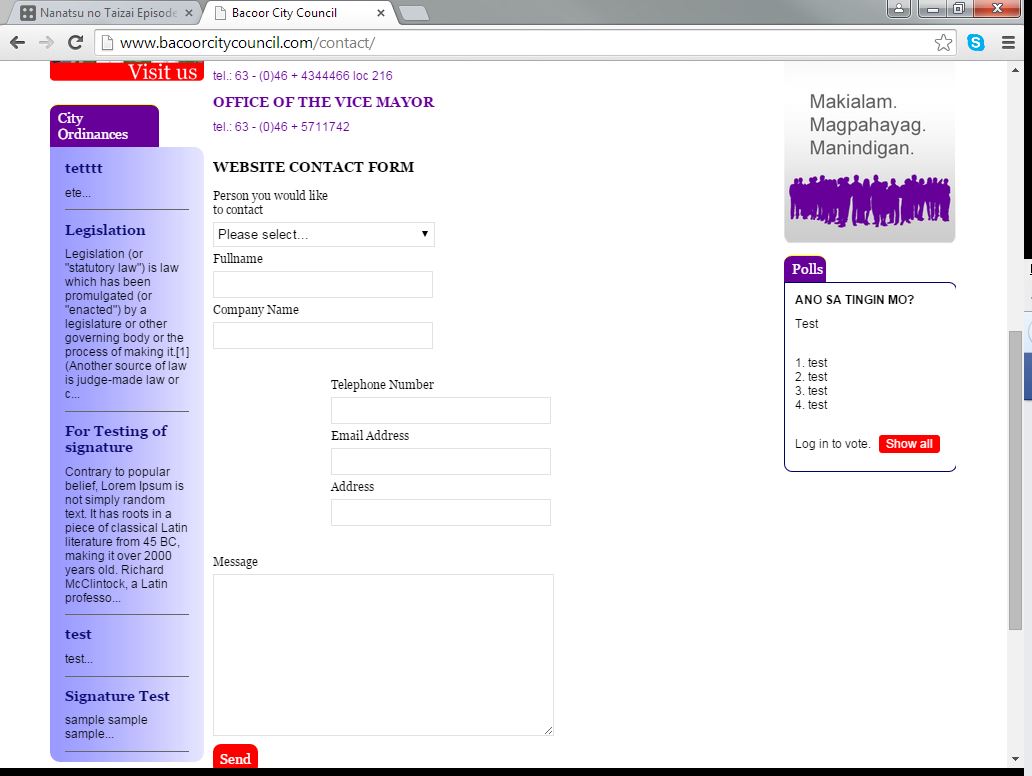 Nanatsu no Taizai Episode
Bacoor City Council
www.bacoorcitycouncil.com/contact/
Visit us
City
Ordinances
tetttt
ete...
Legislation
Legislation (or
"statutory law") is law
which has been
promulgated (or
"enacted") by a
legislature or other
governing body or the
process of making it.[1]
(Another source of law
is judge-made law or
c...
For Testing of
signature
Contrary to popular
belief, Lorem Ipsum is
not simply random
text. It has roots in a
piece of classical Latin
literature from 45 BC,
making it over 2000
years old. Richard
McClintock, a Latin
professo...
test
test...
Signature Test
sample sample
sample...
tel.: 63 - (0)46 + 4344466 loc 216
OFFICE OF THE VICE MAYOR
tel.: 63 - (0)46 + 5711742
WEBSITE CONTACT FORM
Person you would like
to contact
Please select...
Fullname
Company Name
Telephone Number
Email Address
Address
Message
Send
Makialam.
Magpahayag.
Manindigan.
Polls
ANO SA TINGIN MO?
Test
1. test
2. test
3. test
4. test
Log in to vote. Show all